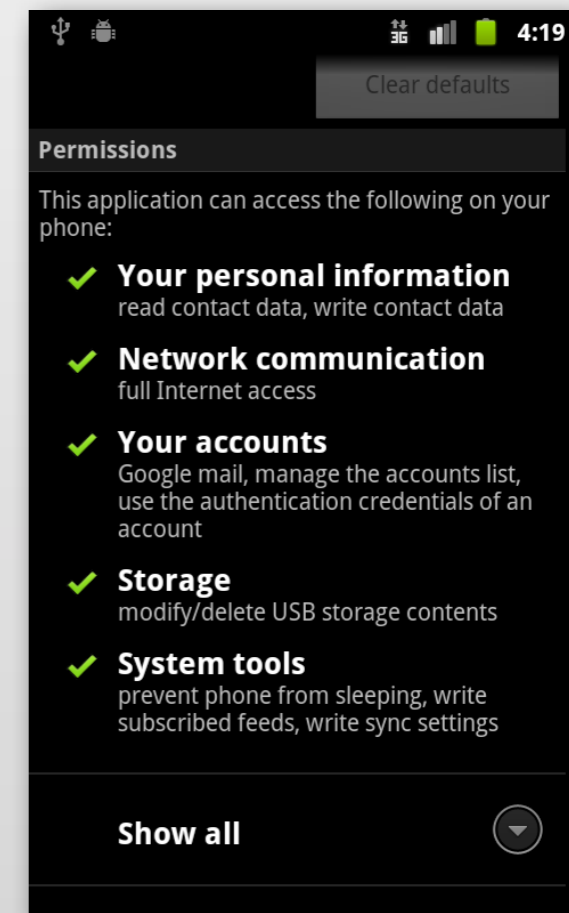 3G 4:19
Clear defaults
Permissions
This application can access the following on your
phone:
Your personal information
read contact data, write contact data
Network communication
full Internet access
Your accounts
Google mail, manage the accounts list,
use the authentication credentials of an
account
Storage
modify/delete USB storage contents
System tools
prevent phone from sleeping, write
subscribed feeds, write sync settings
Show all